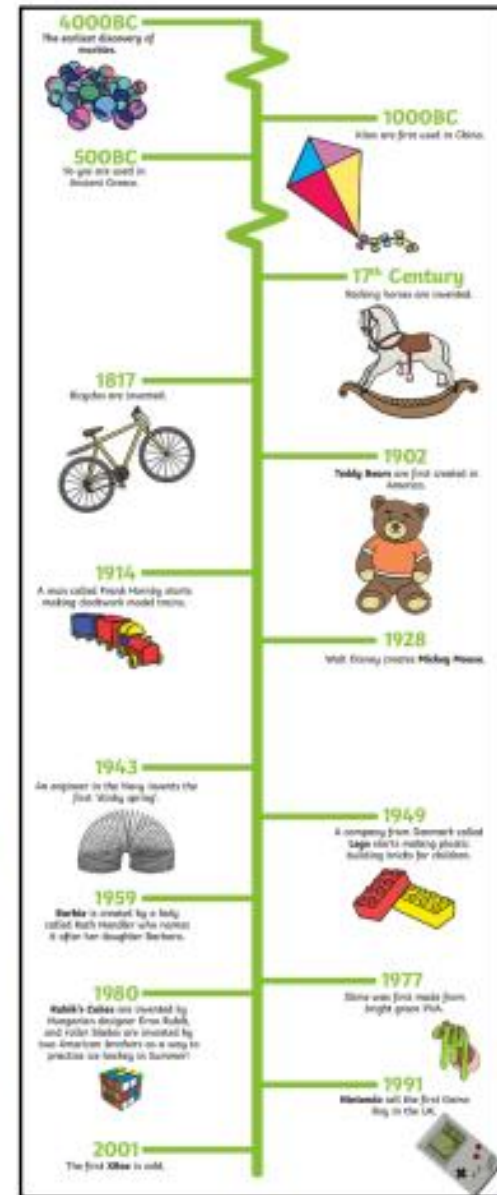 4000BC
The earliest discovery of
marbles.
1000BC
Kites are first used in China.
500BC
Yo-yos are used in
Ancient Greece.
17th Century
Rocking horses are invented.
1817
Bicycles are invented.
1902
Teddy Bears are first created in
America.
1914
A man called Frank Hornby starts
making clockwork model trains.
1928
Walt Disney creates Mickey Mouse.
1943
An engineer in the Navy invents the
first 'slinky spring'.
1949
A company from Denmark called
Lego starts making plastic
building bricks for children.
1959
Barbie is created by a lady
called Ruth Handler who names
it after her daughter Barbara.
1977
Slime was first made from
bright green PVA.
1980
Rubik's Cubes are invented by
Hungarian designer Erno Rubik,
and roller blades are invented by
two American brothers as a way to
practise ice hockey in Summer!
1991
Nintendo sell the first Game
Boy in the UK.
2001
The first XBox is sold.